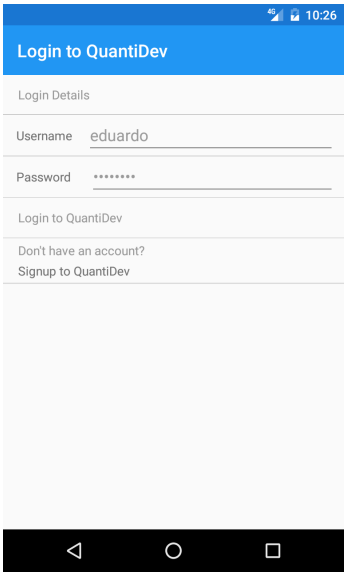 4G 10:26
Login to QuantiDev
Login Details
Username eduardo
Password ••••••••
Login to QuantiDev
Don't have an account?
Signup to QuantiDev